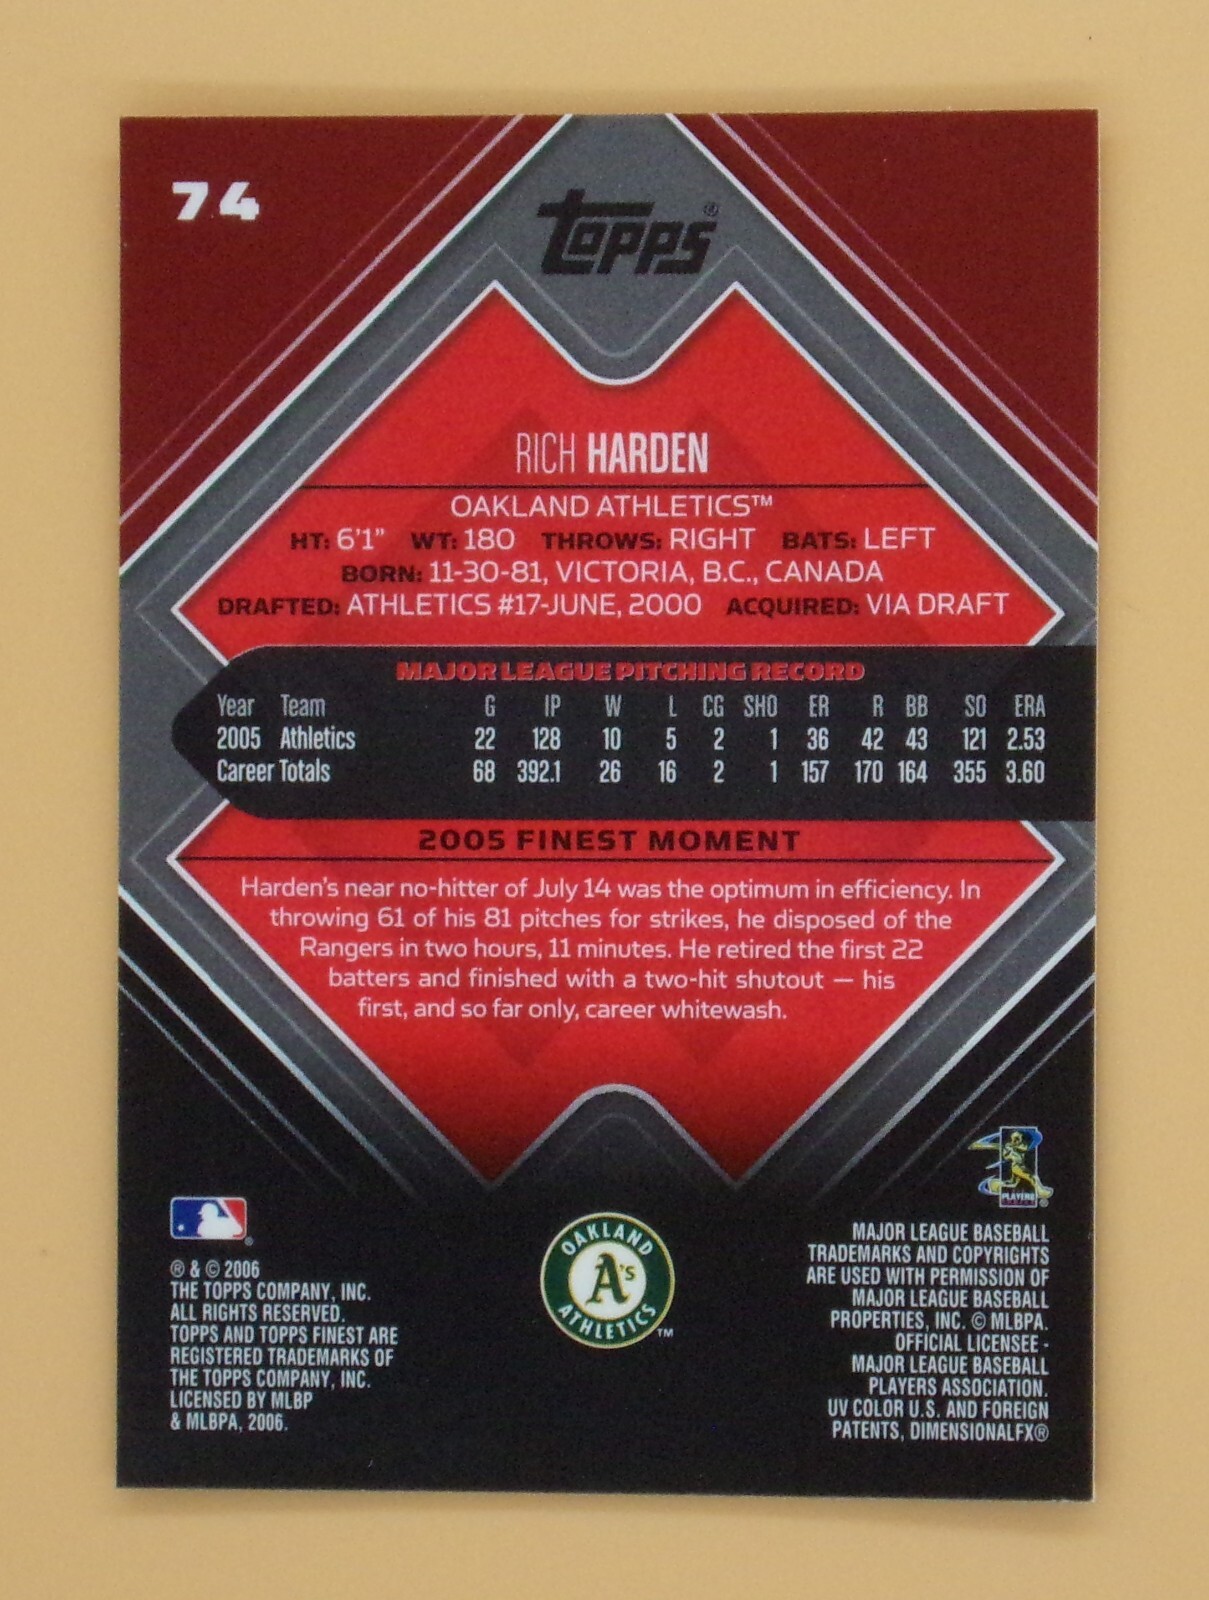 74
Topps®
RICH HARDEN
OAKLAND ATHLETICS™
HT: 6'1" WT: 180 THROWS: RIGHT BATS: LEFT
BORN: 11-30-81, VICTORIA, B.C., CANADA
DRAFTED: ATHLETICS #17-JUNE, 2000 ACQUIRED: VIA DRAFT
MAJOR LEAGUE PITCHING RECORD
Year Team G IP W L CG SHO ER R BB SO ERA
2005 Athletics 22 128 10 5 2 1 36 42 43 121 2.53
Career Totals 68 392.1 26 16 2 1 157 170 164 355 3.60
2005 FINEST MOMENT
Harden's near no-hitter of July 14 was the optimum in efficiency. In
throwing 61 of his 81 pitches for strikes, he disposed of the
Rangers in two hours, 11 minutes. He retired the first 22
batters and finished with a two-hit shutout — his
first, and so far only, career whitewash.
® & © 2006
THE TOPPS COMPANY, INC.
ALL RIGHTS RESERVED.
TOPPS AND TOPPS FINEST ARE
REGISTERED TRADEMARKS OF
THE TOPPS COMPANY, INC.
LICENSED BY MLBP
& MLBPA, 2006.
OAKLAND
A's
ATHLETICS™
PLAYERS
MAJOR LEAGUE BASEBALL
TRADEMARKS AND COPYRIGHTS
ARE USED WITH PERMISSION OF
MAJOR LEAGUE BASEBALL
PROPERTIES, INC. © MLBPA.
OFFICIAL LICENSEE -
MAJOR LEAGUE BASEBALL
PLAYERS ASSOCIATION.
UV COLOR U.S. AND FOREIGN
PATENTS, DIMENSIONALFX®